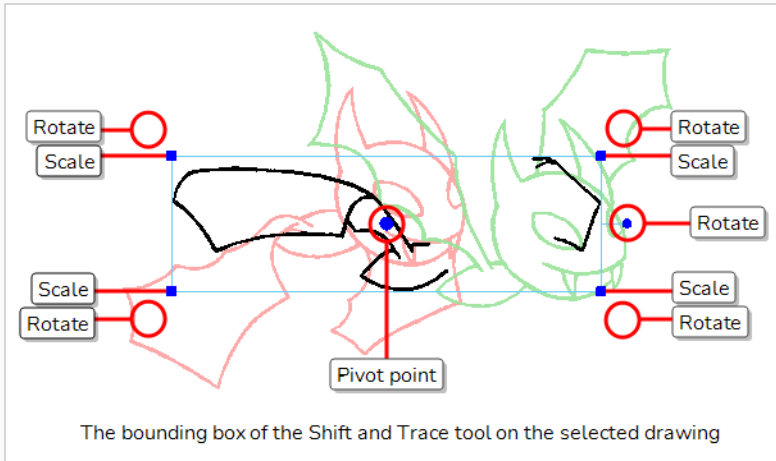 Rotate
Rotate
Scale
Scale
Rotate
Scale
Scale
Rotate
Rotate
Pivot point
The bounding box of the Shift and Trace tool on the selected drawing